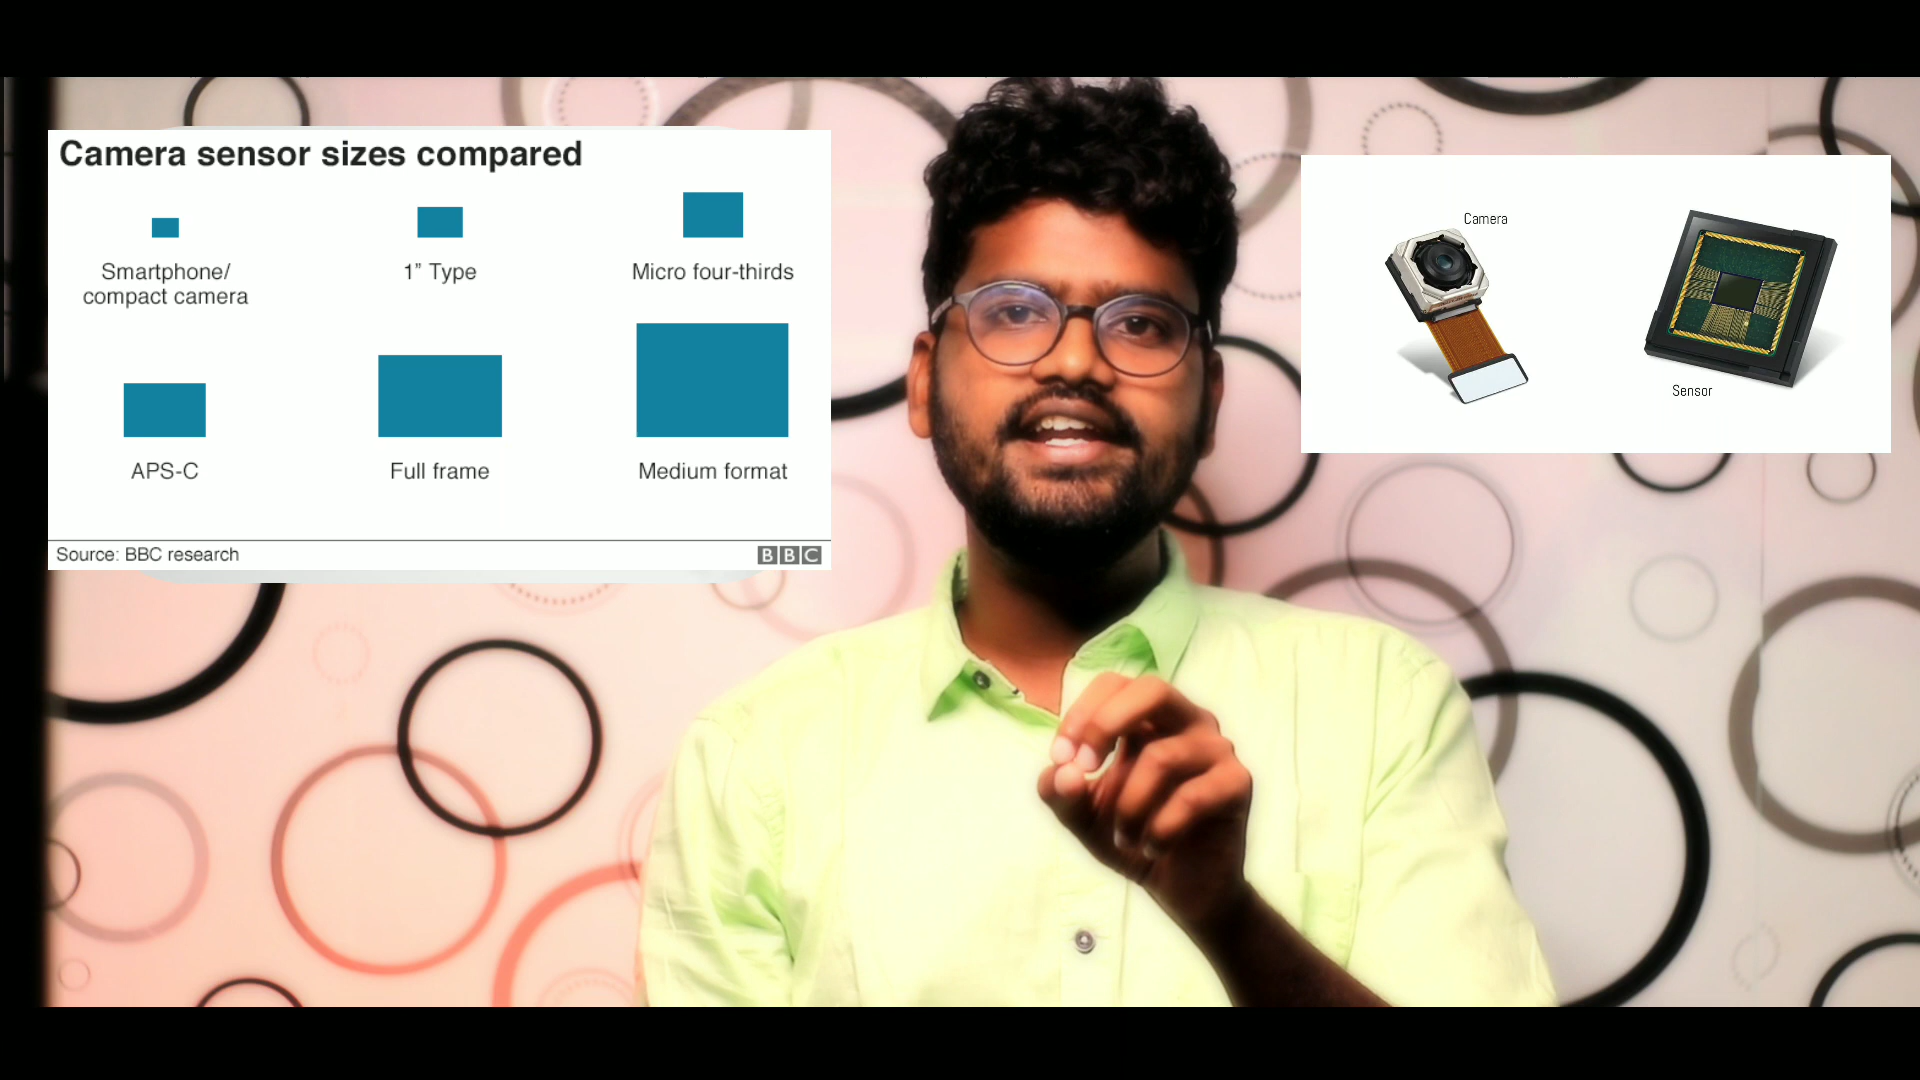 Camera sensor sizes compared
Smartphone/
compact camera
1” Type
Micro four-thirds
APS-C
Full frame
Medium format
Source: BBC research
BBC
Camera
Sensor